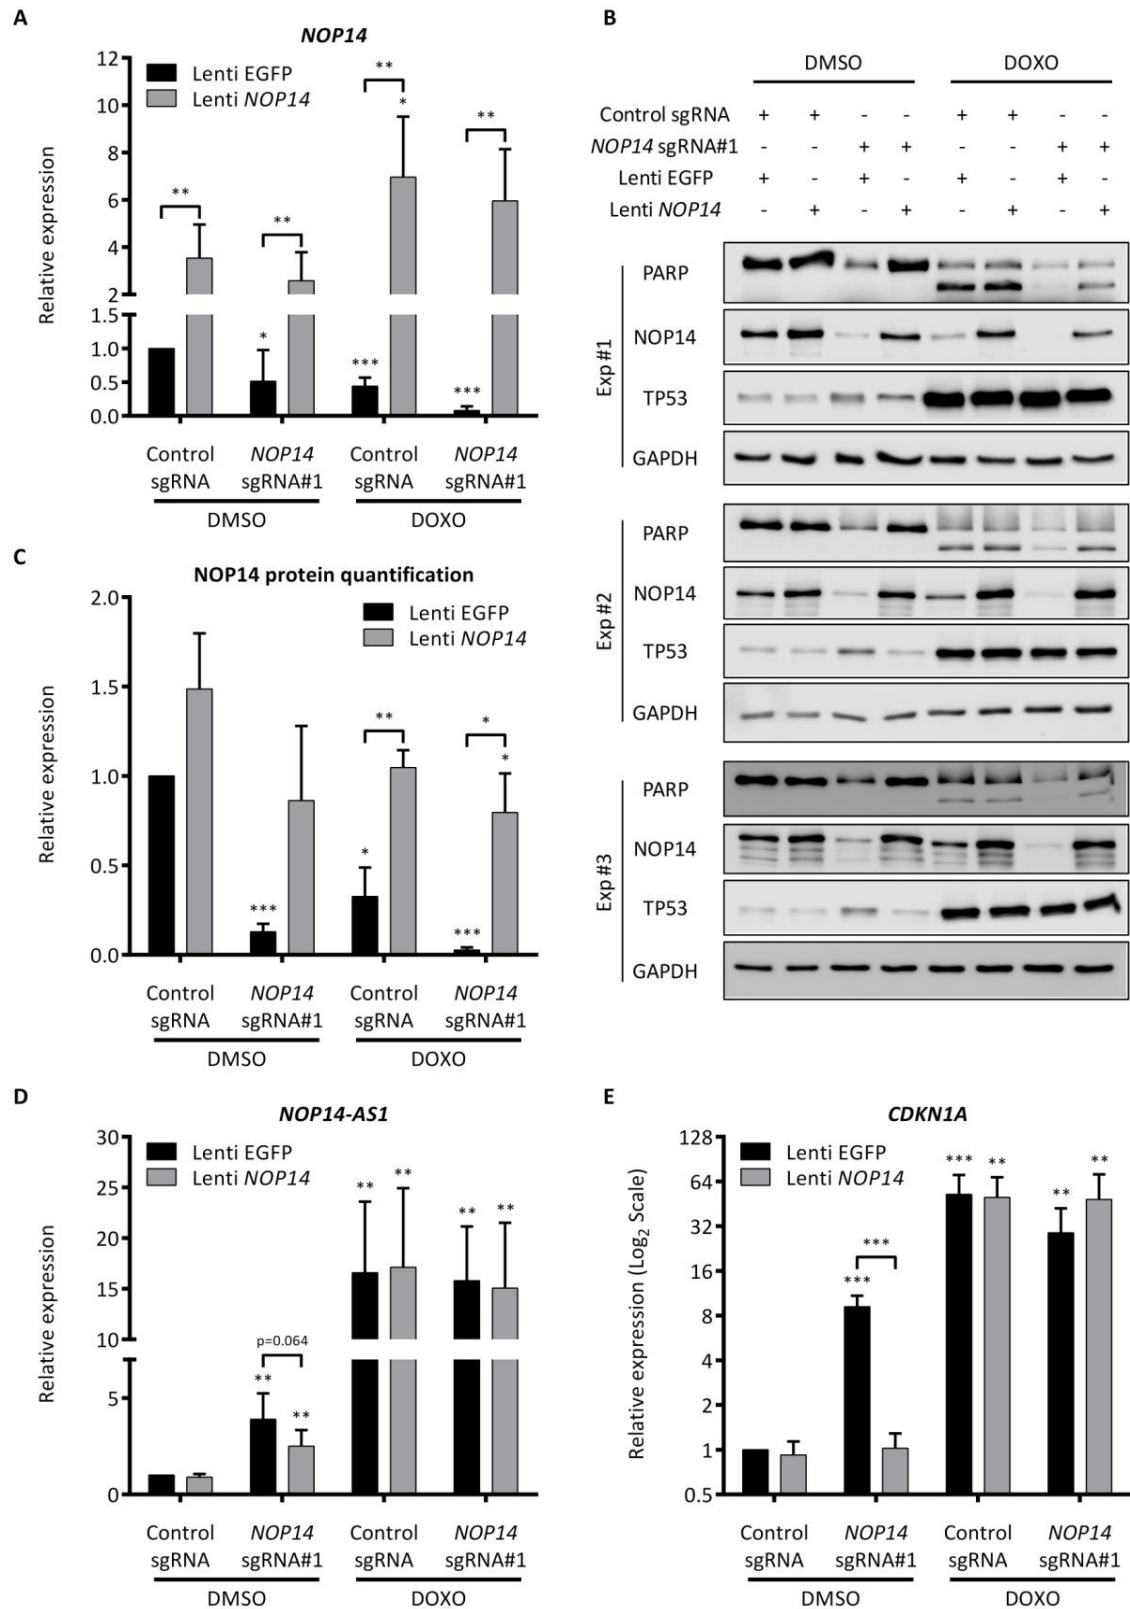 A
NOP14
Lenti EGFP
Lenti NOP14
Relative expression
12
10
8
6
4
2
1.5
1.0
0.5
0.0
**
*
**
***
**
*
***
**
Control sgRNA
NOP14 sgRNA#1
Control sgRNA
NOP14 sgRNA#1
DMSO
DOXO
B
DMSO
DOXO
Control sgRNA + + - - + + - -
NOP14 sgRNA#1 - - + + - - + +
Lenti EGFP + - + - + - + -
Lenti NOP14 - + - + - + - +
Exp #1
PARP
NOP14
TP53
GAPDH
Exp #2
PARP
NOP14
TP53
GAPDH
Exp #3
PARP
NOP14
TP53
GAPDH
C
NOP14 protein quantification
Lenti EGFP
Lenti NOP14
Relative expression
2.0
1.5
1.0
0.5
0.0
***
*
**
***
*
*
Control sgRNA
NOP14 sgRNA#1
Control sgRNA
NOP14 sgRNA#1
DMSO
DOXO
D
NOP14-AS1
Lenti EGFP
Lenti NOP14
Relative expression
30
25
20
15
10
5
0
p=0.064
**
**
**
**
**
**
Control sgRNA
NOP14 sgRNA#1
Control sgRNA
NOP14 sgRNA#1
DMSO
DOXO
E
CDKN1A
Lenti EGFP
Lenti NOP14
Relative expression (Log2 Scale)
128
64
32
16
8
4
2
1
0.5
***
***
***
**
**
**
Control sgRNA
NOP14 sgRNA#1
Control sgRNA
NOP14 sgRNA#1
DMSO
DOXO